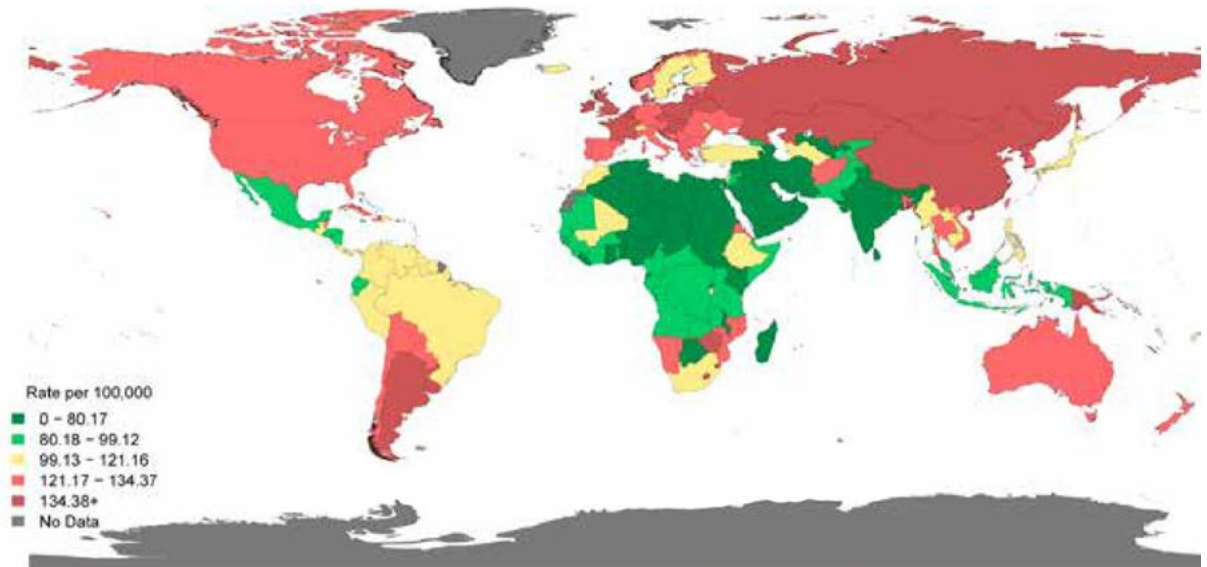 Rate per 100,000
0 – 80.17
80.18 – 99.12
99.13 – 121.16
121.17 – 134.37
134.38+
No Data